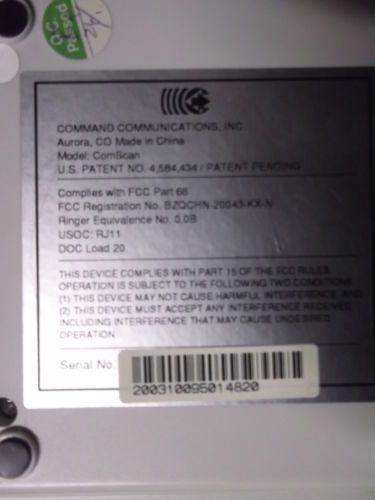 Q.C.
Passed
COMMAND COMMUNICATIONS, INC
Aurora, CO Made in China
Model: ComScan
U.S. PATENT NO. 4,584,434 / PATENT PENDING
Complies with FCC Part 68
FCC Registration No. BZQCHN-20043-KX-N
Ringer Equivalence No. 0.0B
USOC: RJ11
DOC Load 20
THIS DEVICE COMPLIES WITH PART 15 OF THE FCC RULES
OPERATION IS SUBJECT TO THE FOLLOWING TWO CONDITIONS
(1) THIS DEVICE MAY NOT CAUSE HARMFUL INTERFERENCE, AND
(2) THIS DEVICE MUST ACCEPT ANY INTERFERENCE RECEIVED,
INCLUDING INTERFERENCE THAT MAY CAUSE UNDESIRED
OPERATION.
Serial No.
200310095014820